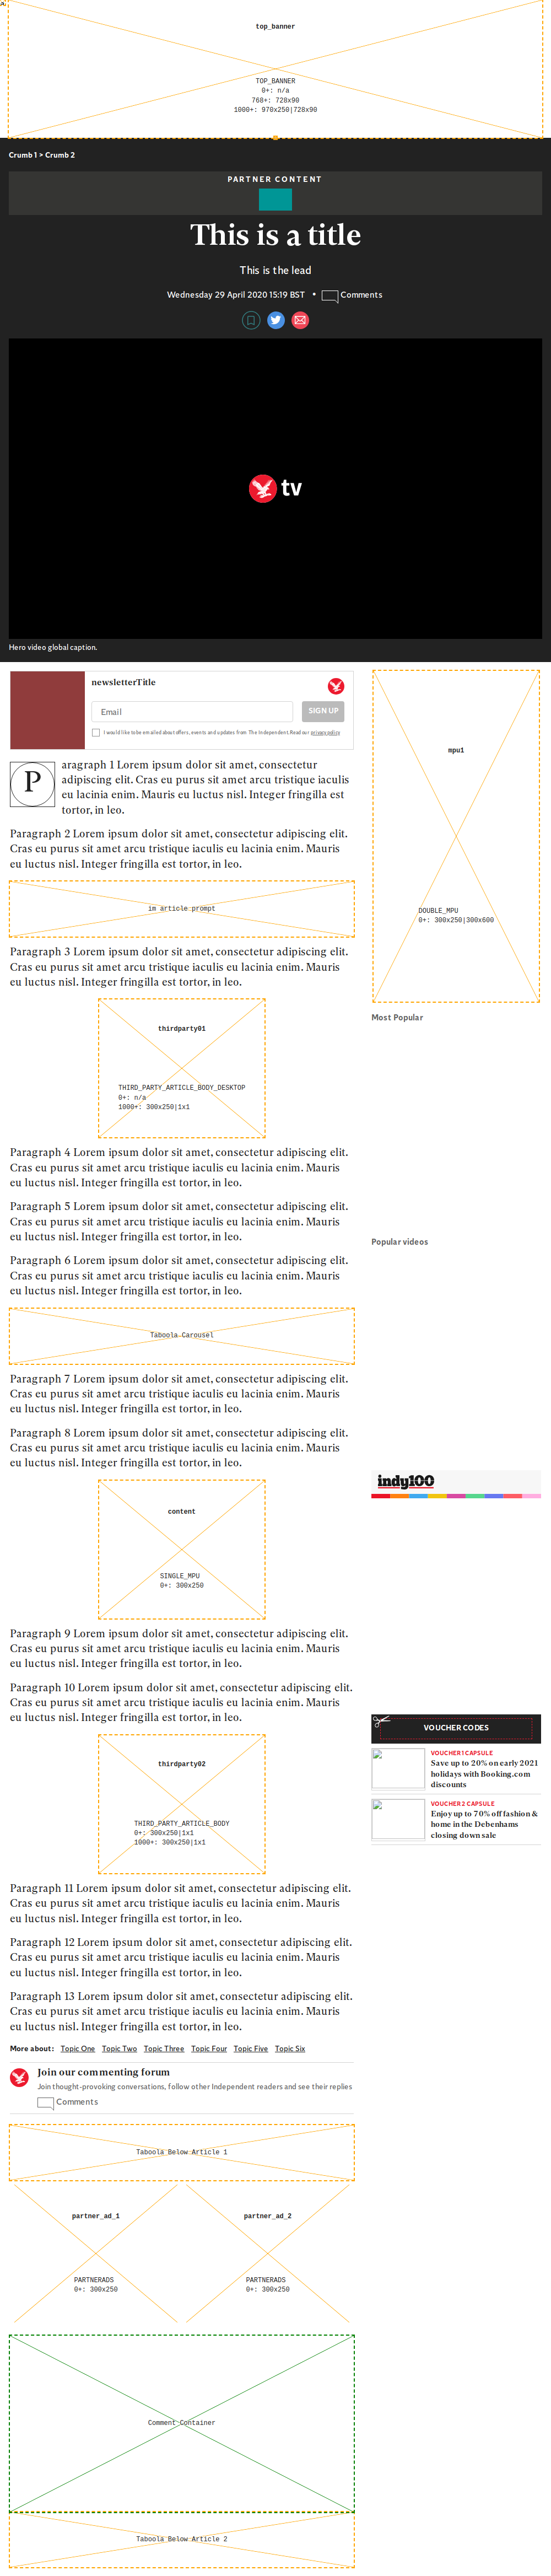 top_banner
TOP_BANNER
0+: n/a
768+: 728x90
1000+: 970x250|728x90
Crumb 1 > Crumb 2
PARTNER CONTENT
This is a title
This is the lead
Wednesday 29 April 2020 15:19 BST • Comments
tv
Hero video global caption.
newsletterTitle
Email
SIGN UP
I would like to be emailed about offers, events and updates from The Independent. Read our privacy policy
Paragraph 1 Lorem ipsum dolor sit amet, consectetur
adipiscing elit. Cras eu purus sit amet arcu tristique iaculis
eu lacinia enim. Mauris eu luctus nisl. Integer fringilla est
tortor, in leo.
Paragraph 2 Lorem ipsum dolor sit amet, consectetur adipiscing elit.
Cras eu purus sit amet arcu tristique iaculis eu lacinia enim. Mauris
eu luctus nisl. Integer fringilla est tortor, in leo.
im article prompt
Paragraph 3 Lorem ipsum dolor sit amet, consectetur adipiscing elit.
Cras eu purus sit amet arcu tristique iaculis eu lacinia enim. Mauris
eu luctus nisl. Integer fringilla est tortor, in leo.
thirdparty01
THIRD_PARTY_ARTICLE_BODY_DESKTOP
0+: n/a
1000+: 300x250|1x1
Paragraph 4 Lorem ipsum dolor sit amet, consectetur adipiscing elit.
Cras eu purus sit amet arcu tristique iaculis eu lacinia enim. Mauris
eu luctus nisl. Integer fringilla est tortor, in leo.
Paragraph 5 Lorem ipsum dolor sit amet, consectetur adipiscing elit.
Cras eu purus sit amet arcu tristique iaculis eu lacinia enim. Mauris
eu luctus nisl. Integer fringilla est tortor, in leo.
Paragraph 6 Lorem ipsum dolor sit amet, consectetur adipiscing elit.
Cras eu purus sit amet arcu tristique iaculis eu lacinia enim. Mauris
eu luctus nisl. Integer fringilla est tortor, in leo.
Taboola Carousel
Paragraph 7 Lorem ipsum dolor sit amet, consectetur adipiscing elit.
Cras eu purus sit amet arcu tristique iaculis eu lacinia enim. Mauris
eu luctus nisl. Integer fringilla est tortor, in leo.
Paragraph 8 Lorem ipsum dolor sit amet, consectetur adipiscing elit.
Cras eu purus sit amet arcu tristique iaculis eu lacinia enim. Mauris
eu luctus nisl. Integer fringilla est tortor, in leo.
content
SINGLE_MPU
0+: 300x250
Paragraph 9 Lorem ipsum dolor sit amet, consectetur adipiscing elit.
Cras eu purus sit amet arcu tristique iaculis eu lacinia enim. Mauris
eu luctus nisl. Integer fringilla est tortor, in leo.
Paragraph 10 Lorem ipsum dolor sit amet, consectetur adipiscing elit.
Cras eu purus sit amet arcu tristique iaculis eu lacinia enim. Mauris
eu luctus nisl. Integer fringilla est tortor, in leo.
thirdparty02
THIRD_PARTY_ARTICLE_BODY
0+: 300x250|1x1
1000+: 300x250|1x1
Paragraph 11 Lorem ipsum dolor sit amet, consectetur adipiscing elit.
Cras eu purus sit amet arcu tristique iaculis eu lacinia enim. Mauris
eu luctus nisl. Integer fringilla est tortor, in leo.
Paragraph 12 Lorem ipsum dolor sit amet, consectetur adipiscing elit.
Cras eu purus sit amet arcu tristique iaculis eu lacinia enim. Mauris
eu luctus nisl. Integer fringilla est tortor, in leo.
Paragraph 13 Lorem ipsum dolor sit amet, consectetur adipiscing elit.
Cras eu purus sit amet arcu tristique iaculis eu lacinia enim. Mauris
eu luctus nisl. Integer fringilla est tortor, in leo.
More about: Topic One Topic Two Topic Three Topic Four Topic Five Topic Six
Join our commenting forum
Join thought-provoking conversations, follow other Independent readers and see their replies
Comments
Taboola Below Article 1
partner_ad_1
PARTNERADS
0+: 300x250
partner_ad_2
PARTNERADS
0+: 300x250
Comment Container
Taboola Below Article 2
mpu1
DOUBLE_MPU
0+: 300x250|300x600
Most Popular
Popular videos
indy100
VOUCHER CODES
VOUCHER 1 CAPSULE
Save up to 20% on early 2021
holidays with Booking.com
discounts
VOUCHER 2 CAPSULE
Enjoy up to 70% off fashion &
home in the Debenhams
closing down sale